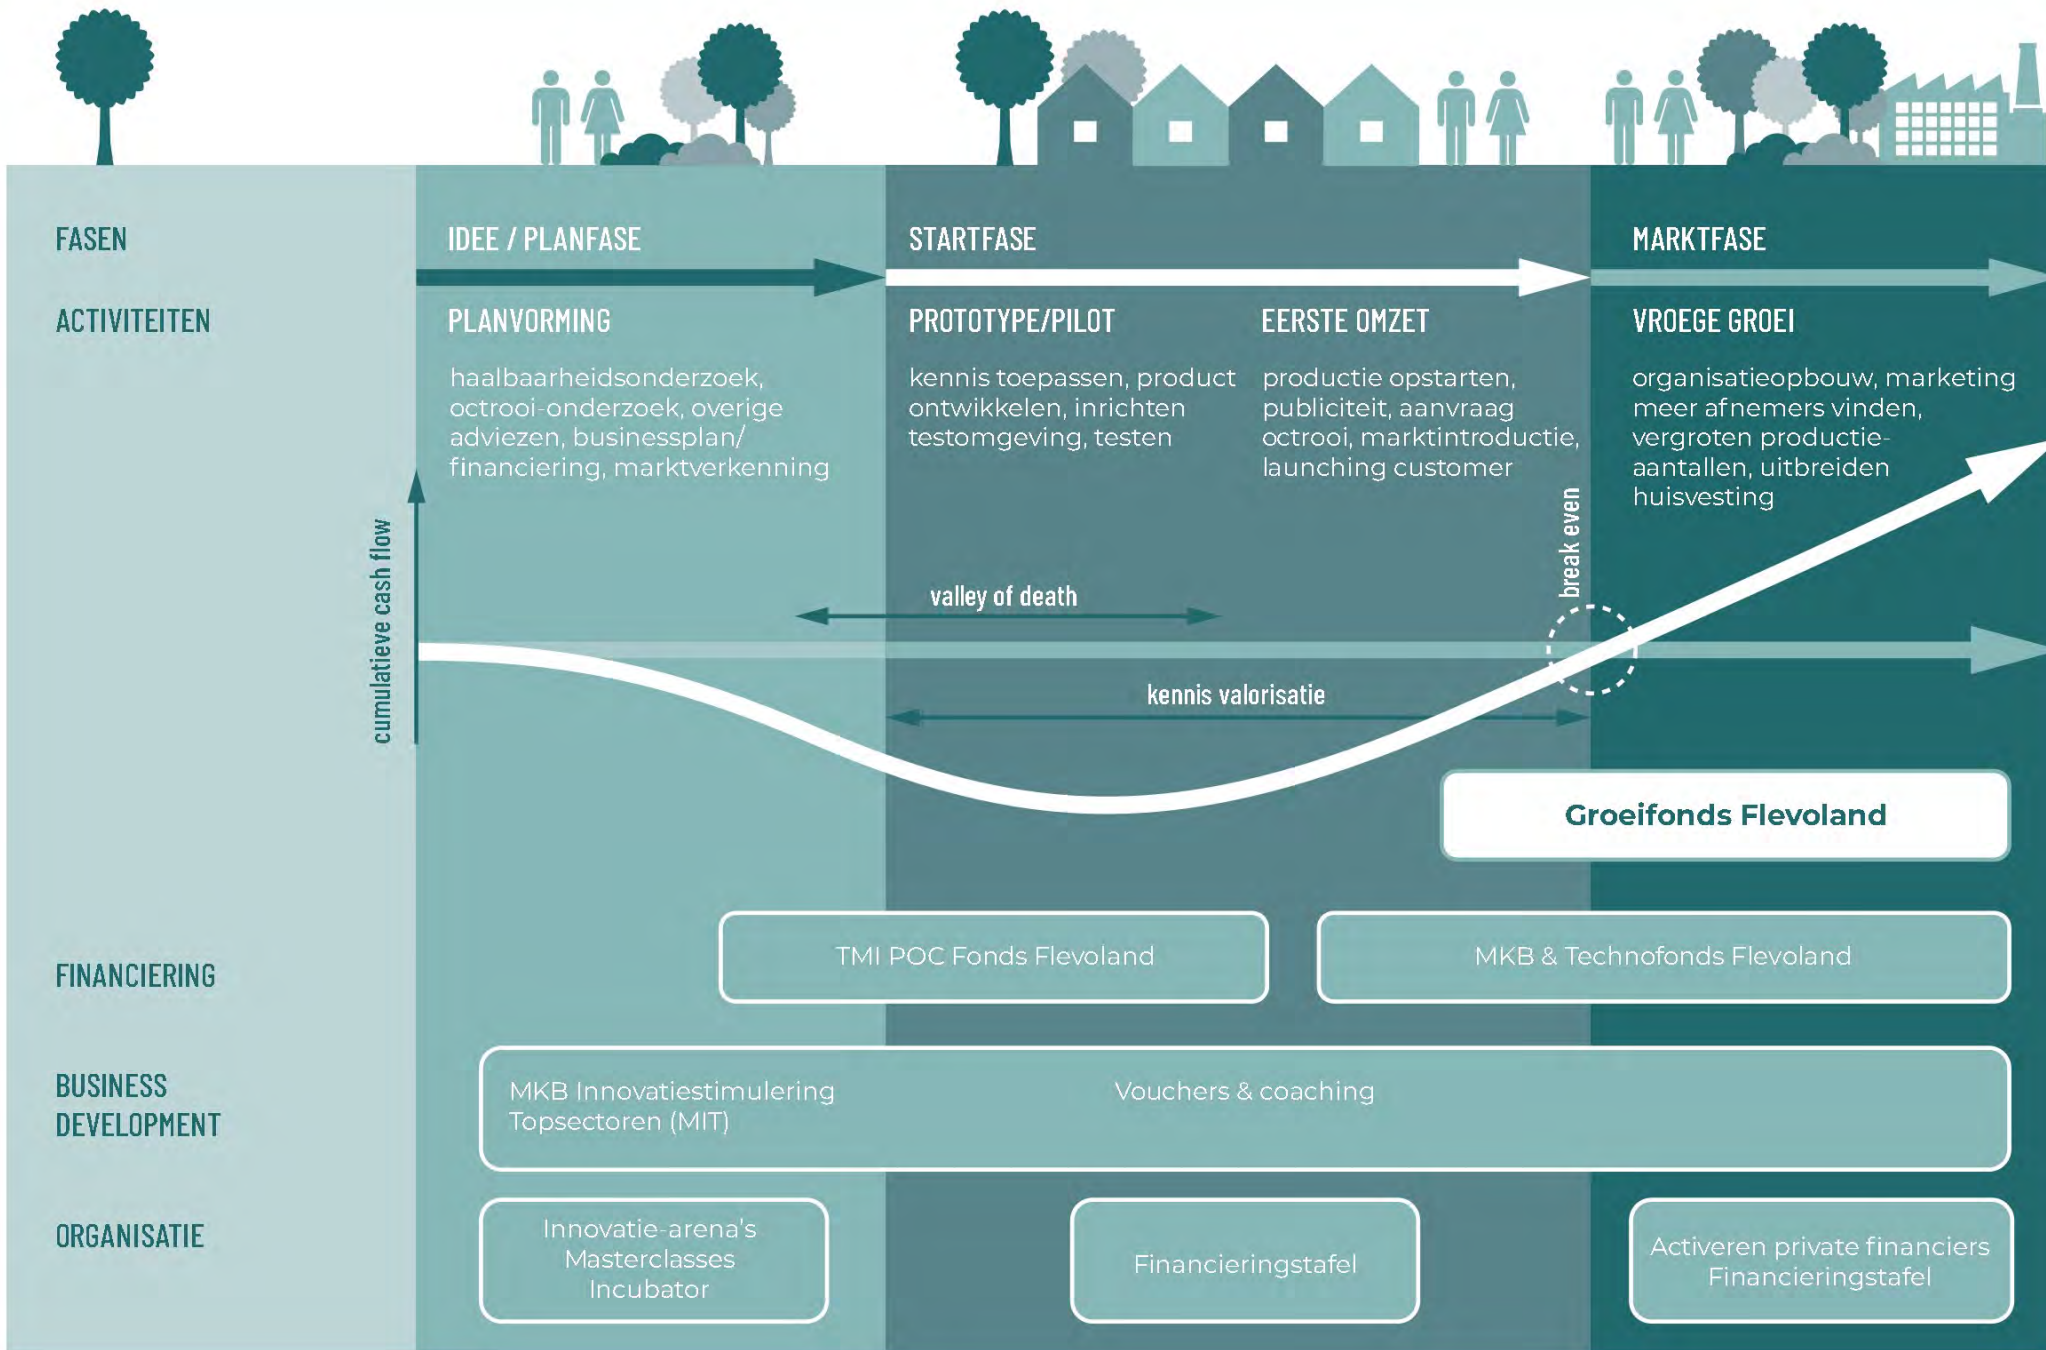 FASEN
IDEE / PLANFASE
STARTFASE
MARKTFASE
ACTIVITEITEN
PLANVORMING
haalbaarheidsonderzoek,
octrooi-onderzoek, overige
adviezen, businessplan/
financiering, marktverkenning
PROTOTYPE/PILOT
kennis toepassen, product
ontwikkelen, inrichten
testomgeving, testen
EERSTE OMZET
productie opstarten,
publiciteit, aanvraag
octrooi, marktintroductie,
launching customer
VROEGE GROEI
organisatieopbouw, marketing
meer afnemers vinden,
vergroten productie-
aantallen, uitbreiden
huisvesting
cumulatieve cash flow
valley of death
break even
kennis valorisatie
Groeifonds Flevoland
FINANCIERING
TMI POC Fonds Flevoland
MKB & Technofonds Flevoland
BUSINESS
DEVELOPMENT
MKB Innovatiestimulering
Topsectoren (MIT)
Vouchers & coaching
ORGANISATIE
Innovatie-arena's
Masterclasses
Incubator
Financieringstafel
Activeren private financiers
Financieringstafel